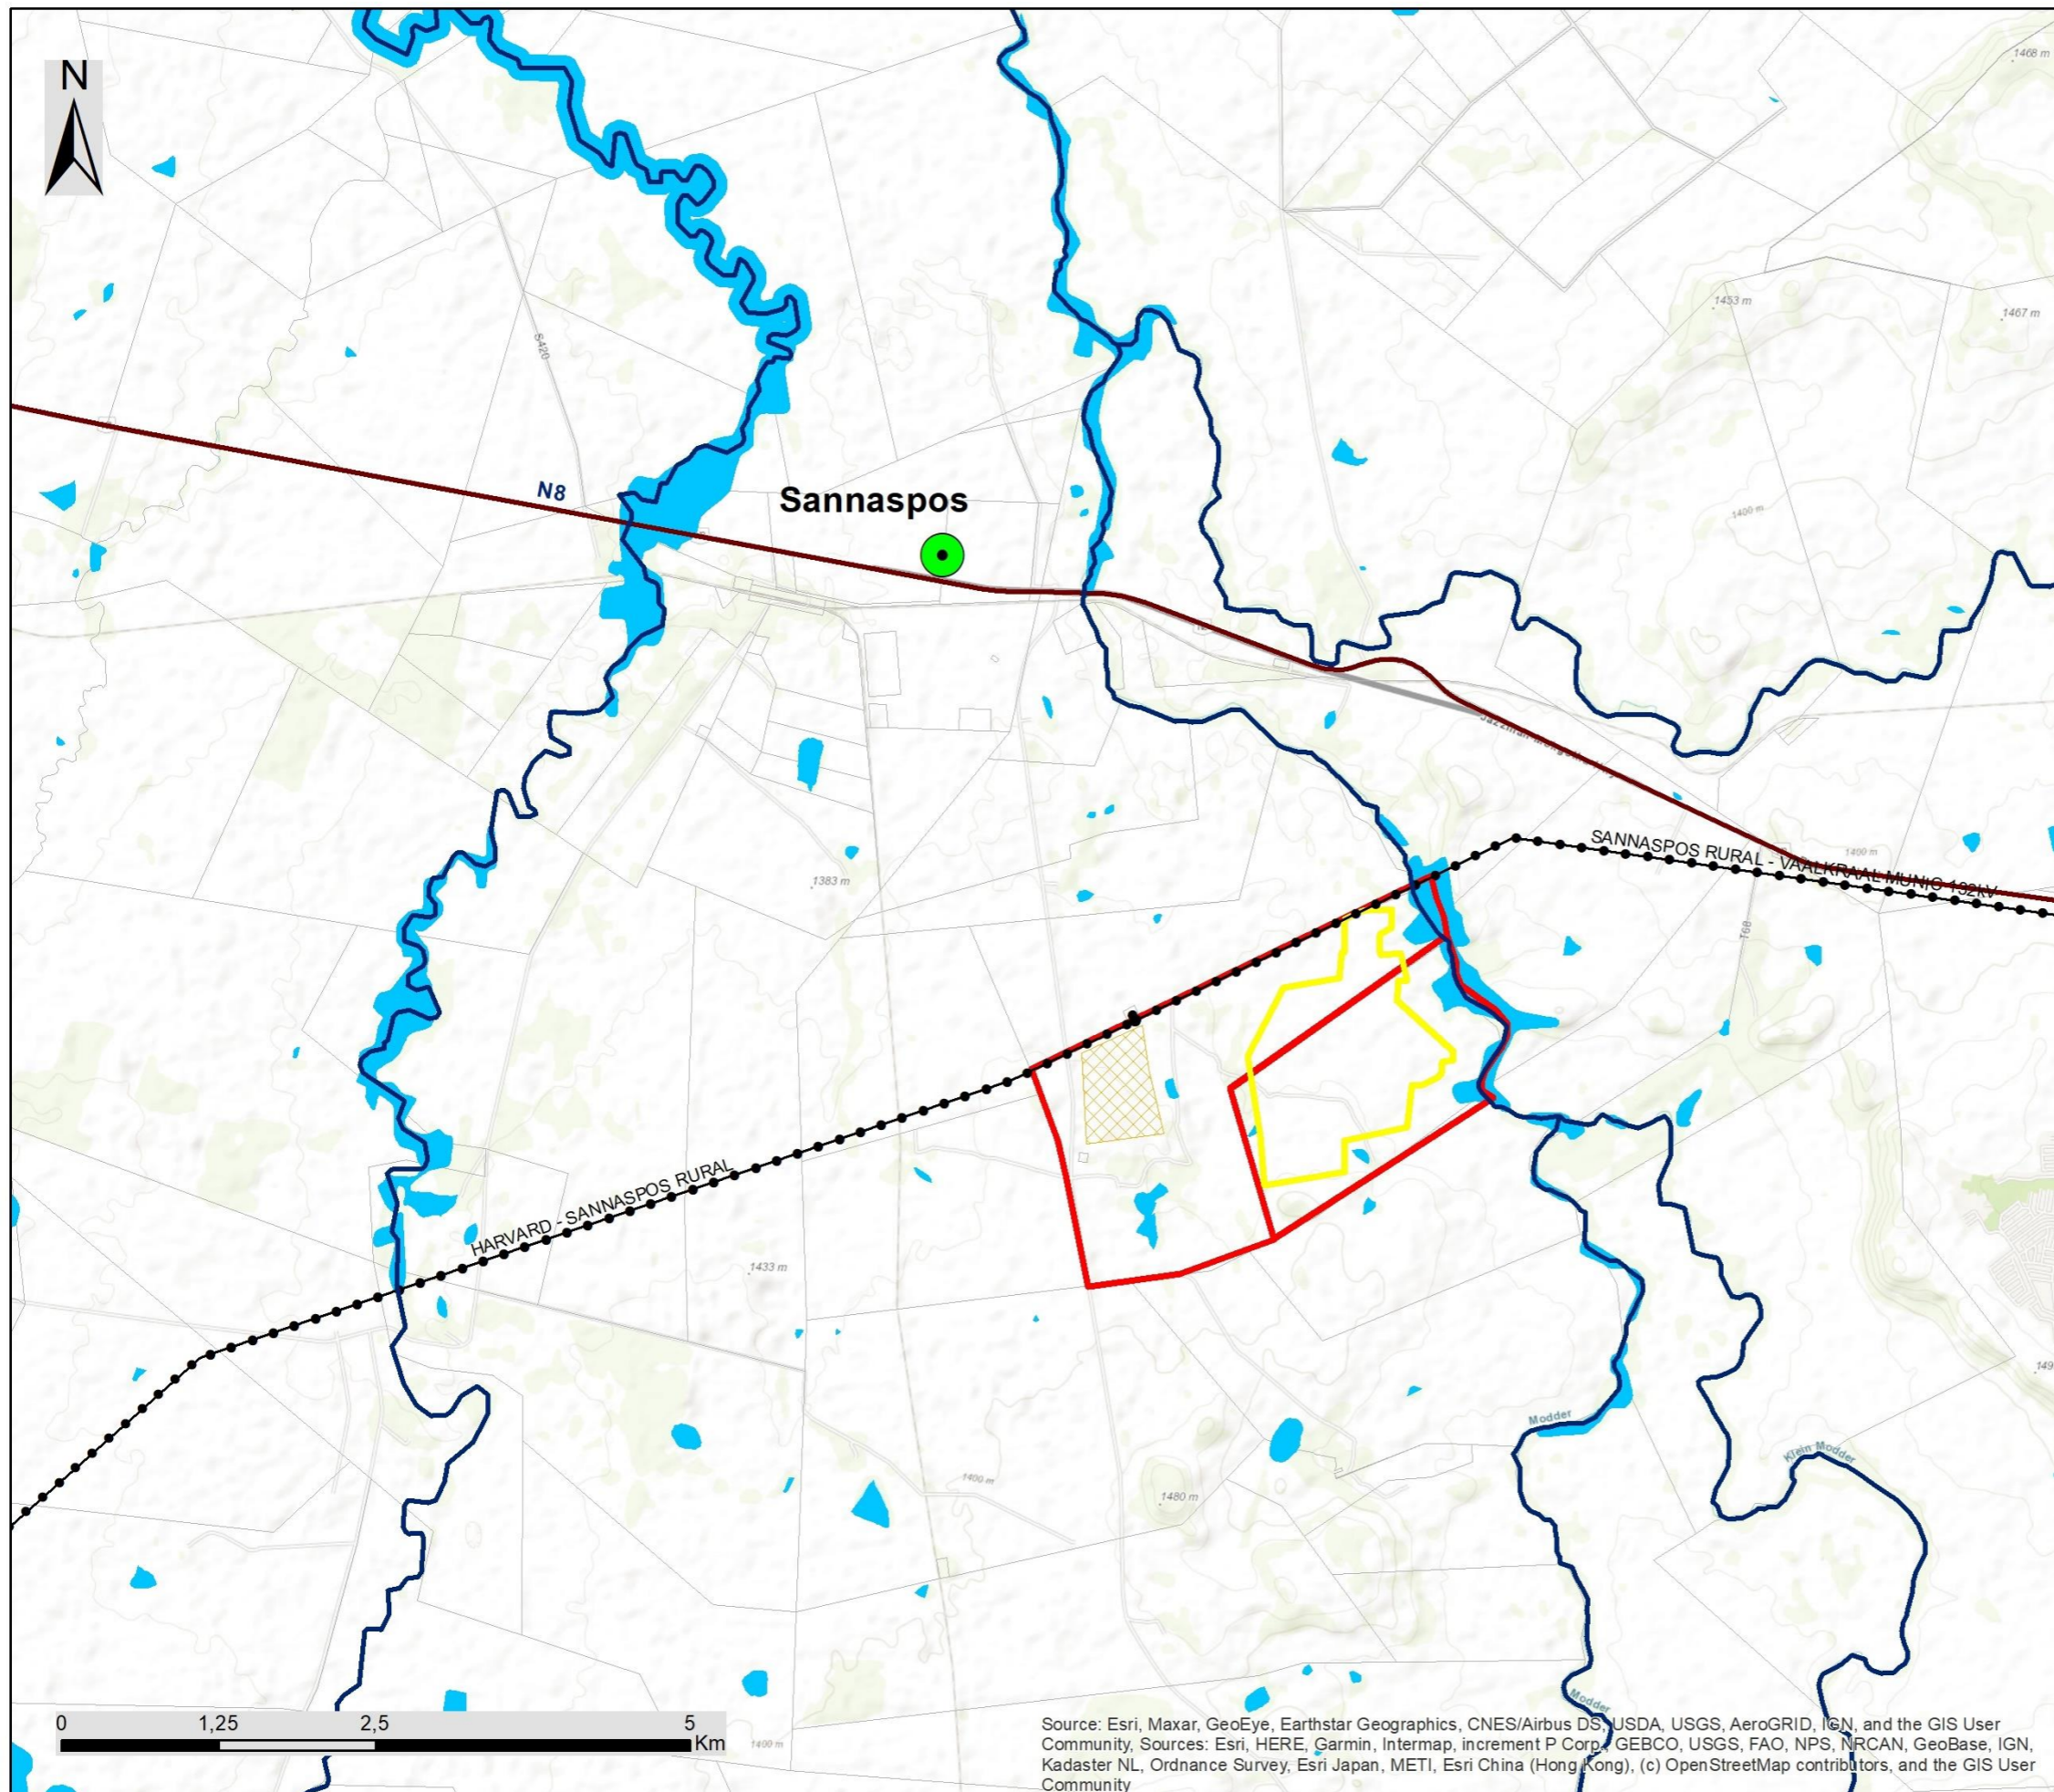 N
1468 m
1453 m
1467 m
S420
N8
Sannaspos
1400 m
SANNASPOS RURAL - VAALKRAAL MUNIC 132kV
1400 m
1383 m
T68
HARVARD - SANNASPOS RURAL
1433 m
149
Modder
Klein Modder
1400 m
1480 m
Modder
0 1,25 2,5 5
Km
1400 m
Source: Esri, Maxar, GeoEye, Earthstar Geographics, CNES/Airbus DS, USDA, USGS, AeroGRID, IGN, and the GIS User
Community, Sources: Esri, HERE, Garmin, Intermap, increment P Corp., GEBCO, USGS, FAO, NPS, NRCAN, GeoBase, IGN,
Kadaster NL, Ordnance Survey, Esri Japan, METI, Esri China (Hong Kong), (c) OpenStreetMap contributors, and the GIS User
Community